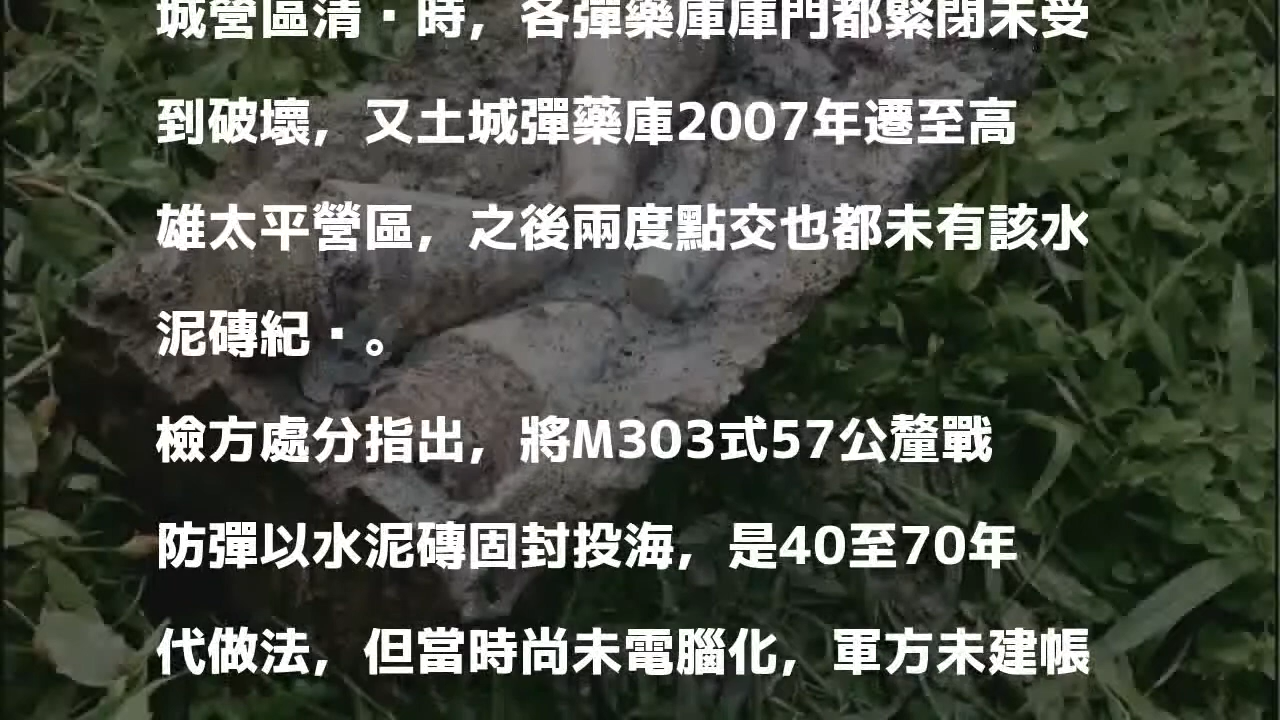 城營區清▪時，各彈藥庫庫門都緊閉未受
到破壞，又土城彈藥庫2007年遷至高
雄太平營區，之後兩度點交也都未有該水
泥磚紀▪。
檢方處分指出，將M303式57公釐戰
防彈以水泥磚固封投海，是40至70年
代做法，但當時尚未電腦化，軍方未建帳